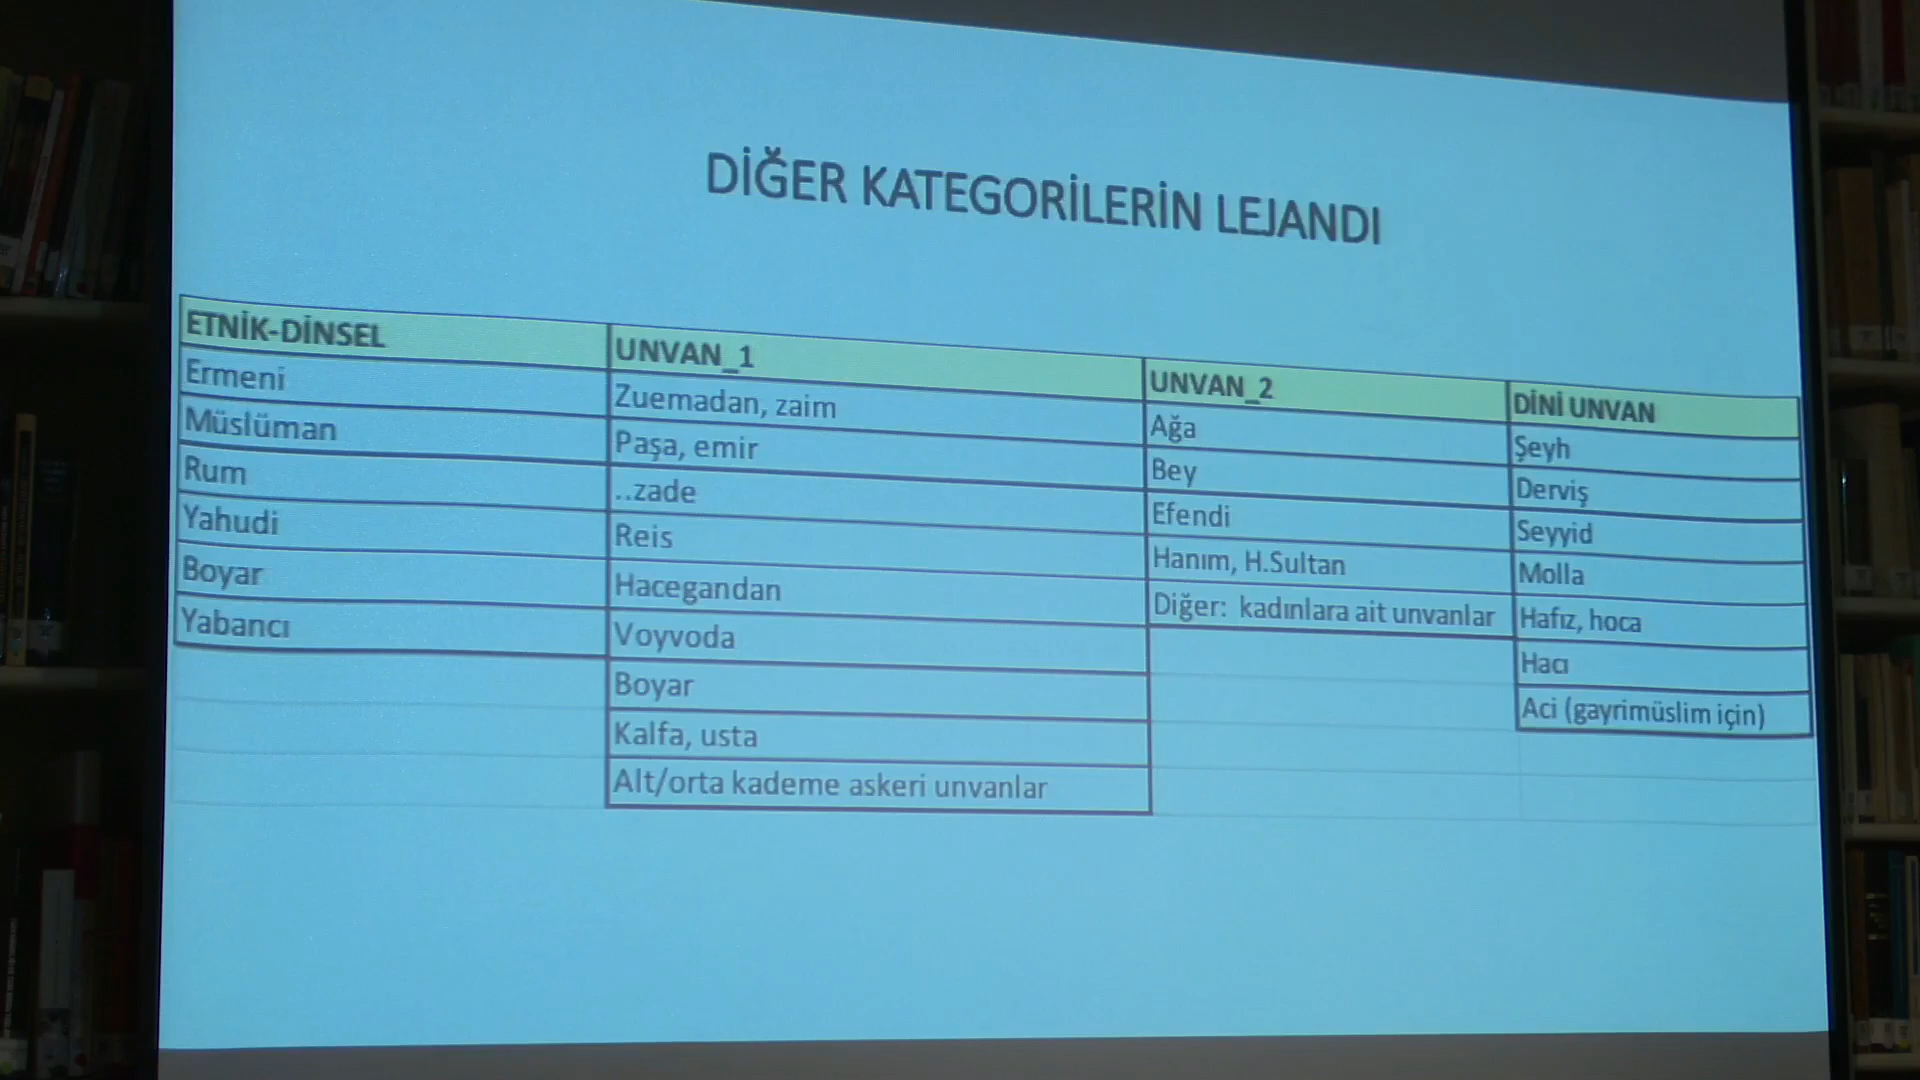 DİĞER KATEGORİLERİN LEJANDI
ETNİK-DİNSEL UNVAN_1 UNVAN_2 DİNİ UNVAN
Ermeni Zuemadan, zaim Ağa Şeyh
Müslüman Paşa, emir Bey Derviş
Rum ..zade Efendi Seyyid
Yahudi Reis Hanım, H.Sultan Molla
Boyar Hacegandan Diğer: kadınlara ait unvanlar Hafız, hoca
Yabancı Voyvoda Hacı
Boyar Aci (gayrimüslim için)
Kalfa, usta
Alt/orta kademe askeri unvanlar